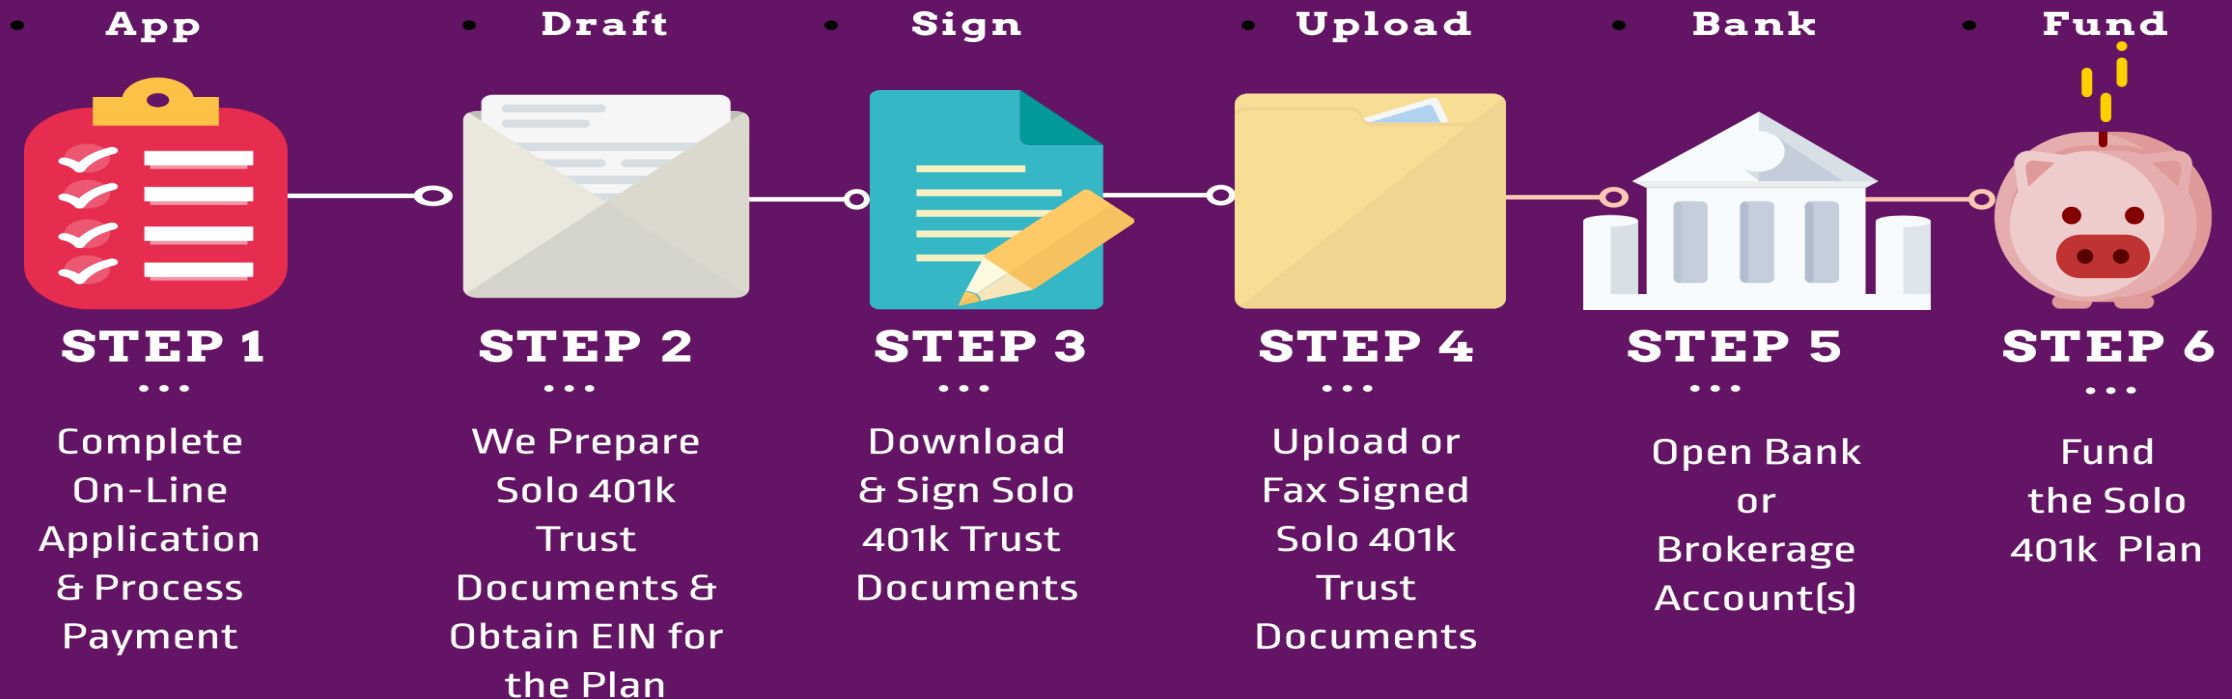 App
Draft
Sign
Upload
Bank
Fund
STEP 1
Complete
On-Line
Application
& Process
Payment
STEP 2
We Prepare
Solo 401k
Trust
Documents &
Obtain EIN for
the Plan
STEP 3
Download
& Sign Solo
401k Trust
Documents
STEP 4
Upload or
Fax Signed
Solo 401k
Trust
Documents
STEP 5
Open Bank
or
Brokerage
Account(s)
STEP 6
Fund
the Solo
401k Plan